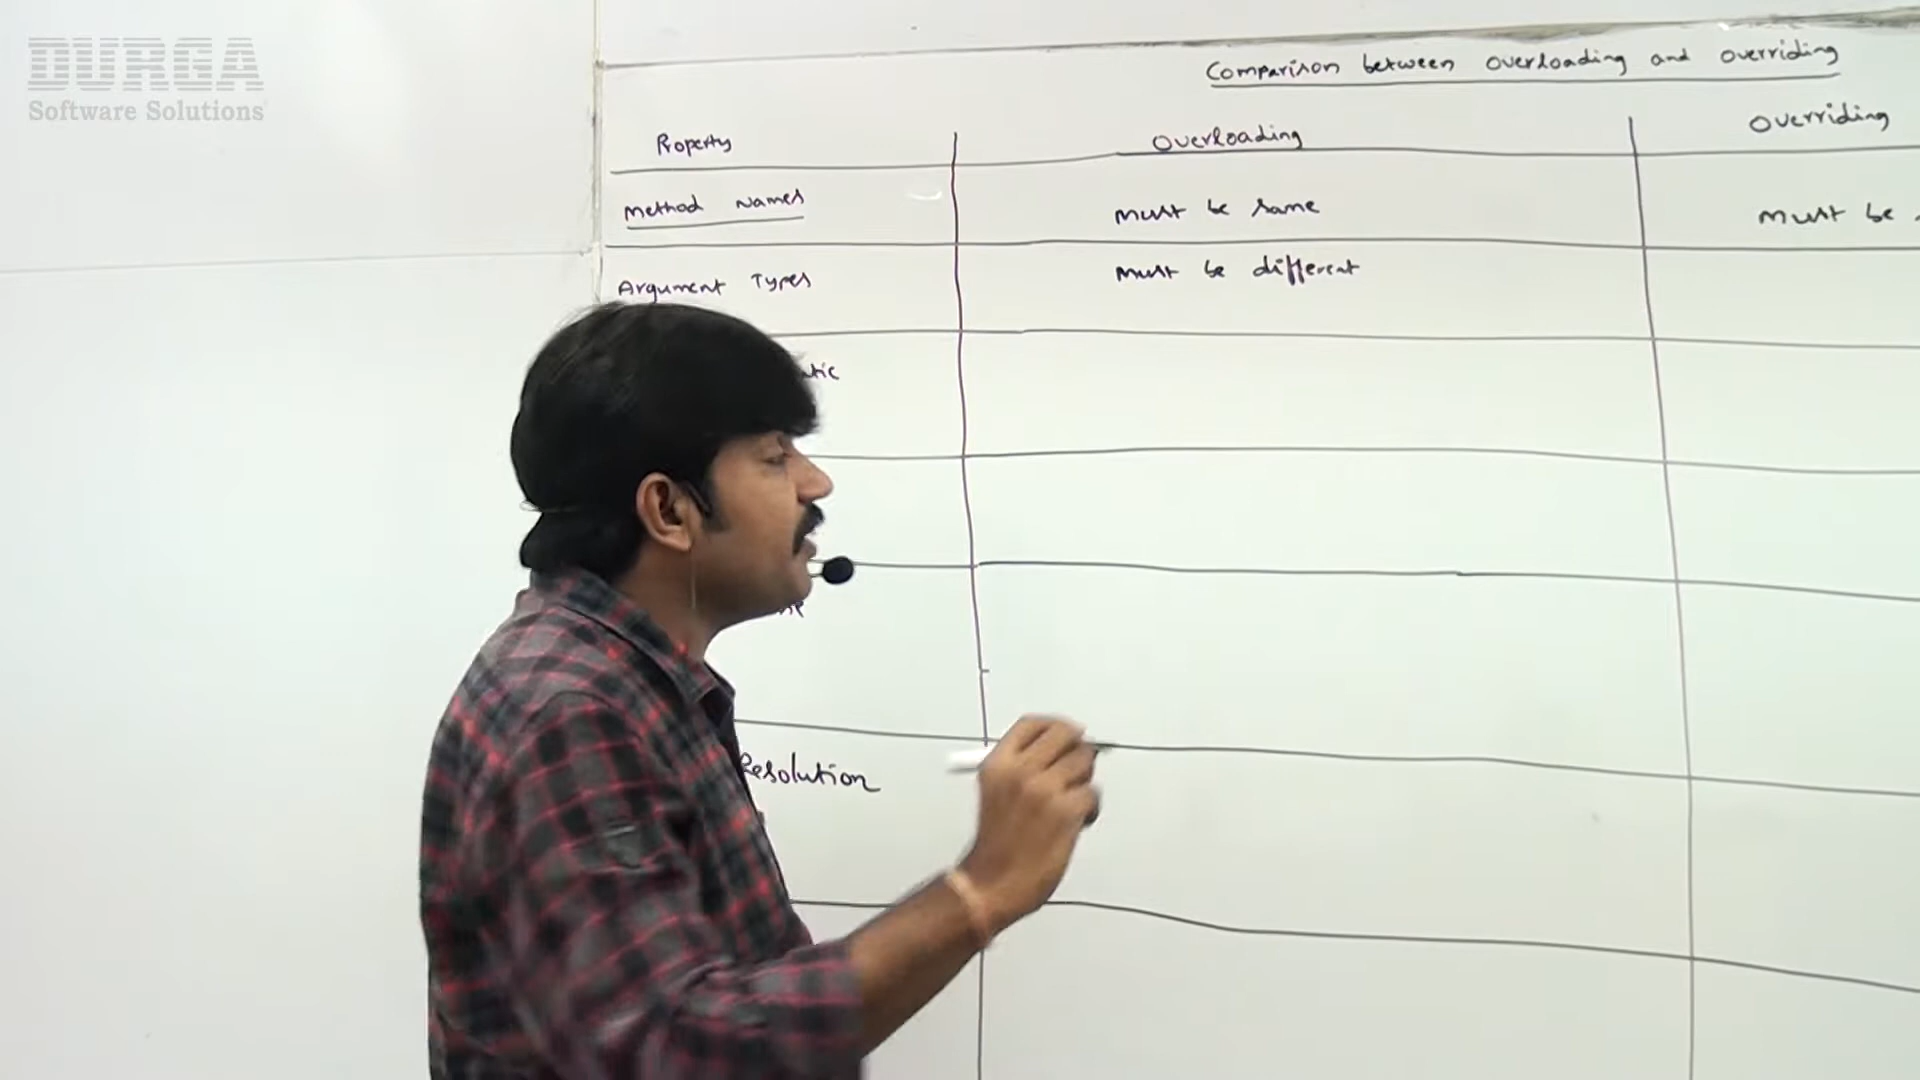 DURGA
Software Solutions
Comparison between overloading and overriding
Property
Overloading
Overriding
Method Names
Must be same
Must be
Argument Types
Must be different
Resolution